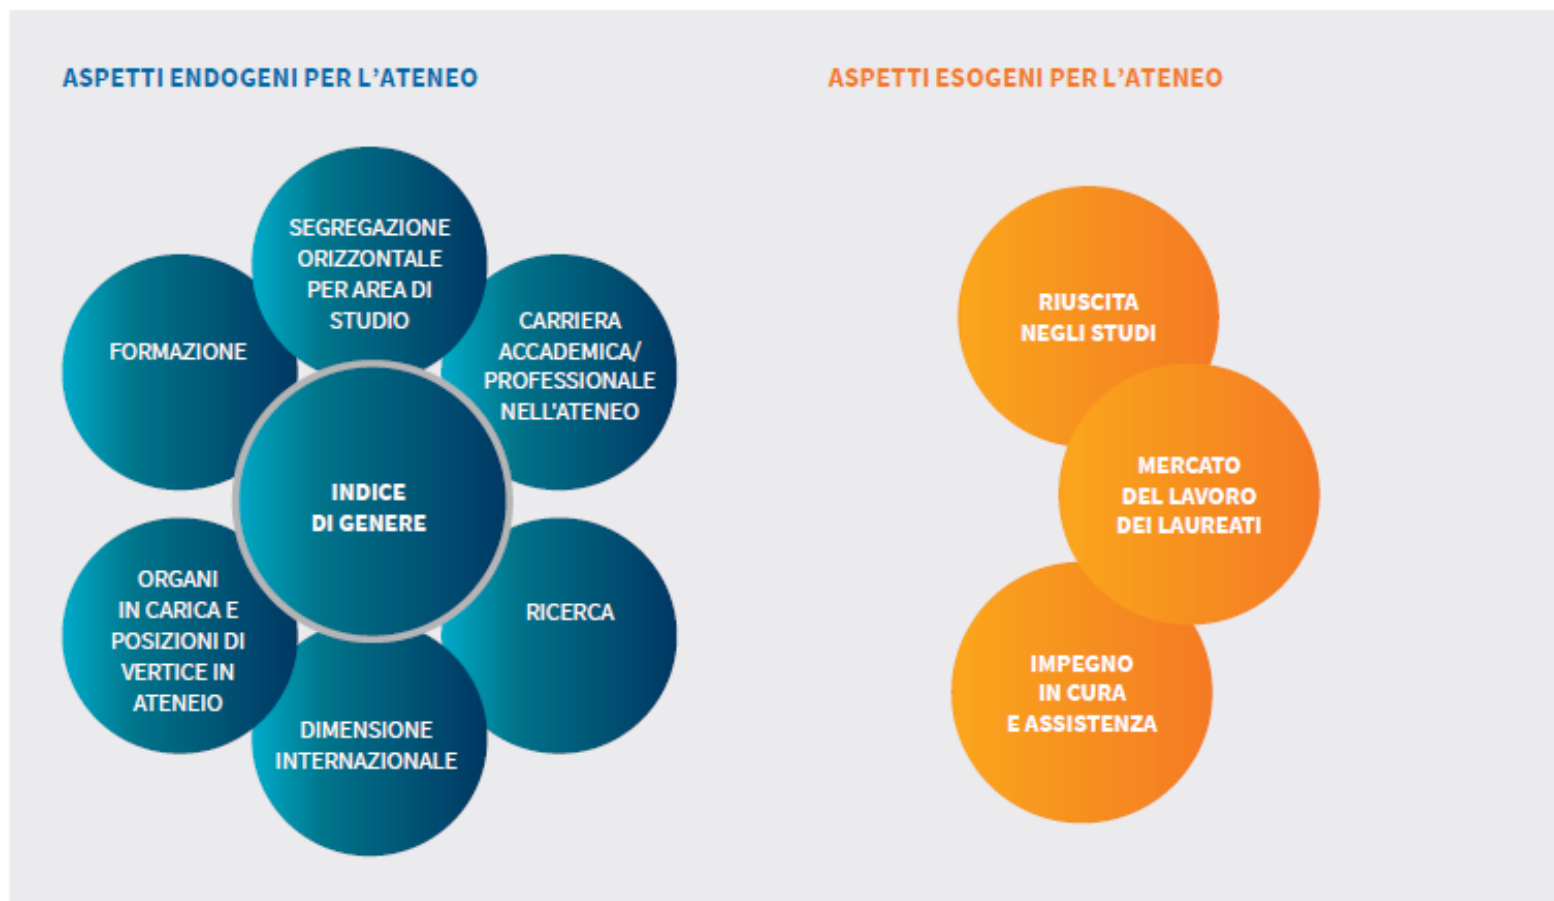 ASPETTI ENDOGENI PER L'ATENEO
SEGREGAZIONE
ORIZZONTALE
PER AREA DI
STUDIO
FORMAZIONE
CARRIERA
ACCADEMICA/
PROFESSIONALE
NELL'ATENEO
INDICE
DI GENERE
ORGANI
IN CARICA E
POSIZIONI DI
VERTICE IN
ATENEIO
RICERCA
DIMENSIONE
INTERNAZIONALE
ASPETTI ESOGENI PER L'ATENEO
RIUSCITA
NEGLI STUDI
MERCATO
DEL LAVORO
DEI LAUREATI
IMPEGNO
IN CURA
E ASSISTENZA